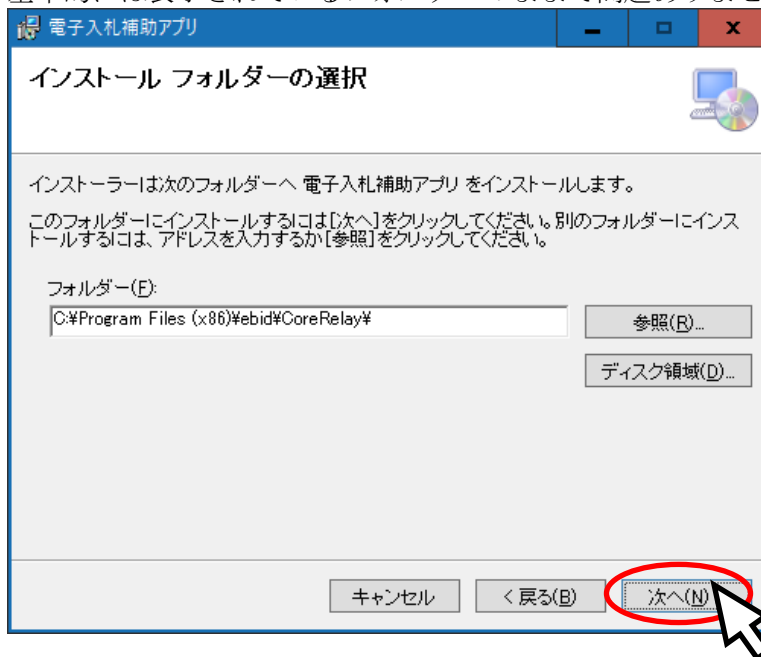 電子入札補助アプリ
インストール フォルダーの選択
インストーラーは次のフォルダーへ 電子入札補助アプリ をインストールします。
このフォルダーにインストールするには[次へ]をクリックしてください。別のフォルダーにインス
トールするには、アドレスを入力するか[参照]をクリックしてください。
フォルダー(F):
C:¥Program Files (x86)¥ebid¥CoreRelay¥
参照(R)...
ディスク領域(D)...
キャンセル
< 戻る(B)
次へ(N)